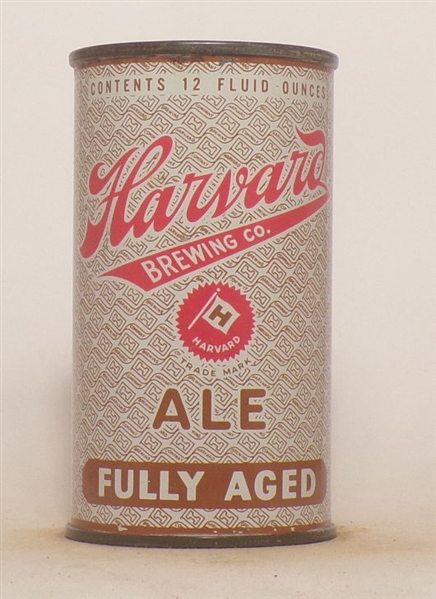 CONTENTS 12 FLUID OUNCES
Harvard
BREWING CO.
H
HARVARD
TRADE MARK
ALE
FULLY AGED